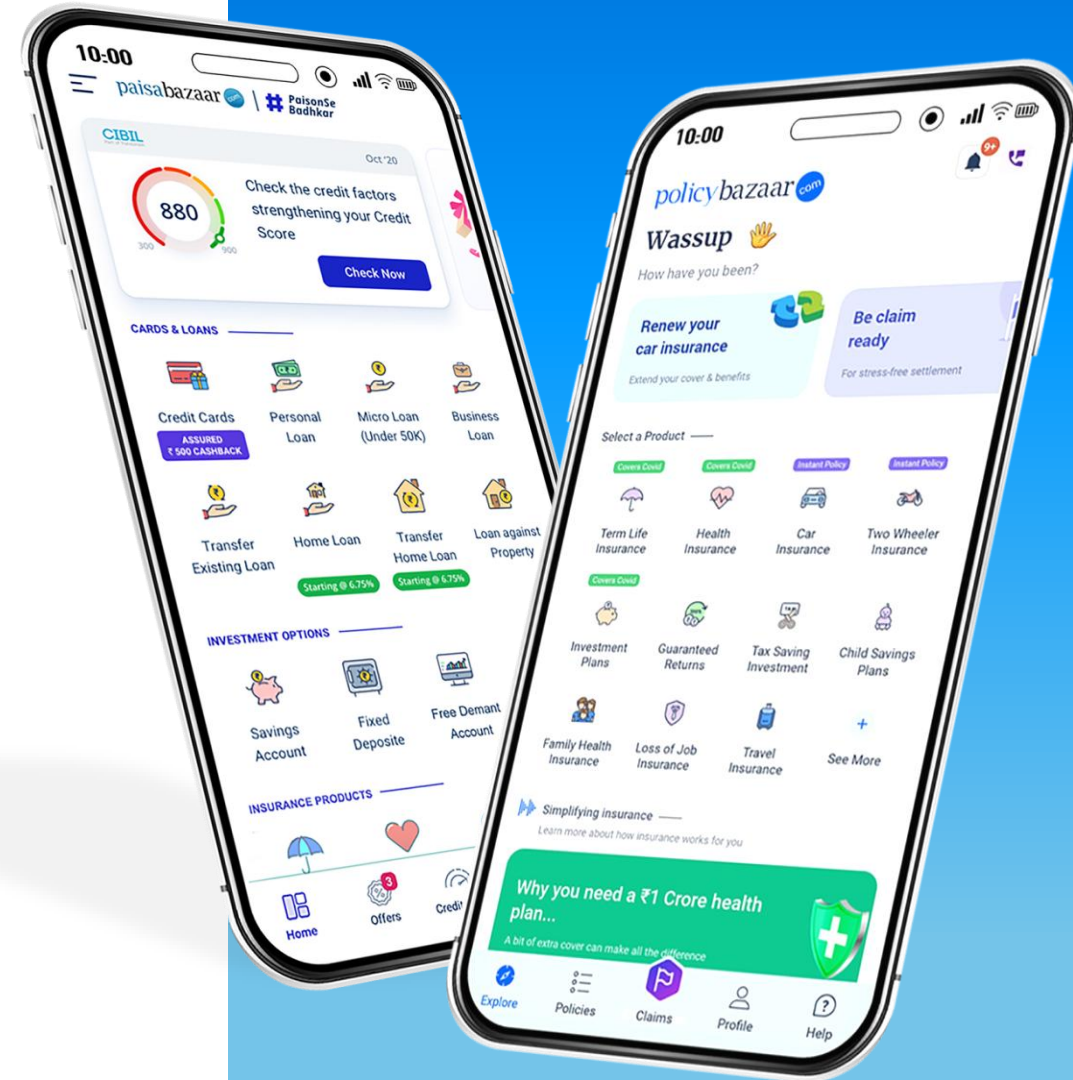 10:00
paisabazaar com | # PaisonSe
Badhkar
CIBIL
Oct '20
880
300
900
Check the credit factors
strengthening your Credit
Score
Check Now
CARDS & LOANS
Credit Cards
ASSURED
₹ 500 CASHBACK
Personal
Loan
Micro Loan
(Under 50K)
Business
Loan
Transfer
Existing Loan
Home Loan
Starting @ 6.75%
Transfer
Home Loan
Starting @ 6.75%
Loan against
Property
INVESTMENT OPTIONS
Savings
Account
Fixed
Deposite
Free Demant
Account
INSURANCE PRODUCTS
Home
3
Offers
Credit
10:00
9+
policybazaar com
Wassup 👋
How have you been?
Renew your
car insurance
Extend your cover & benefits
Be claim
ready
For stress-free settlement
Select a Product
Covers Covid
Term Life
Insurance
Covers Covid
Health
Insurance
Instant Policy
Car
Insurance
Instant Policy
Two Wheeler
Insurance
Covers Covid
Investment
Plans
Guaranteed
Returns
Tax Saving
Investment
Child Savings
Plans
Family Health
Insurance
Loss of Job
Insurance
Travel
Insurance
+
See More
Simplifying insurance
Learn more about how insurance works for you
Why you need a ₹1 Crore health
plan...
A bit of extra cover can make all the difference
Explore
Policies
Claims
Profile
?
Help